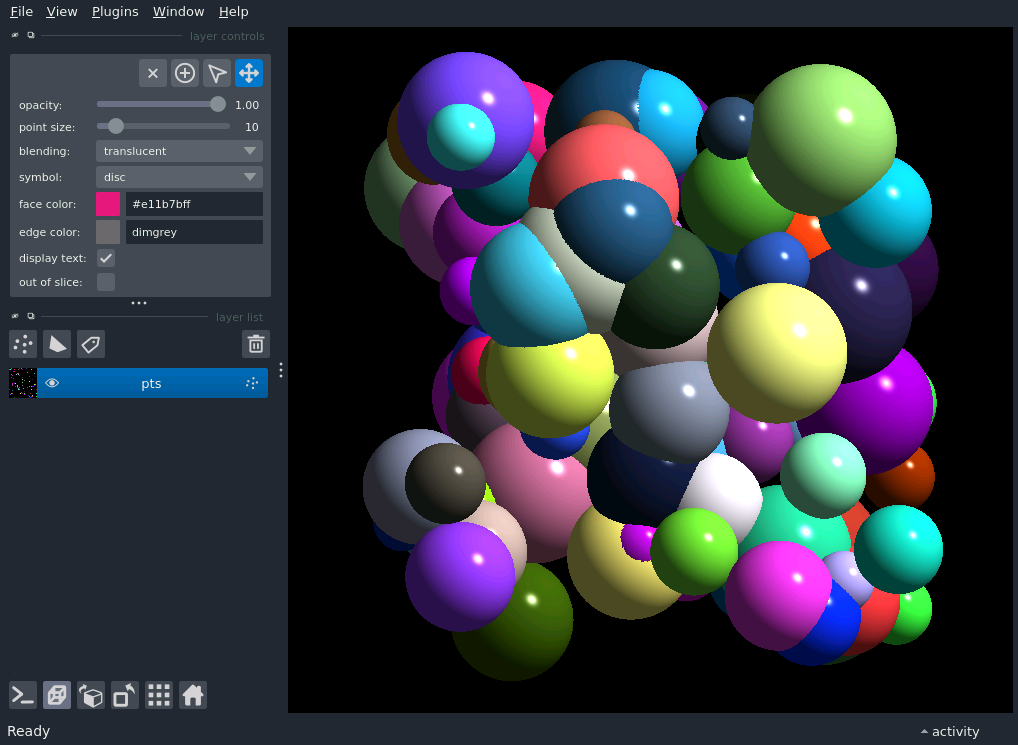 File View Plugins Window Help
layer controls
opacity: 1.00
point size: 10
blending: translucent
symbol: disc
face color: #e11b7bff
edge color: dimgrey
display text:
out of slice:
layer list
pts
Ready
activity